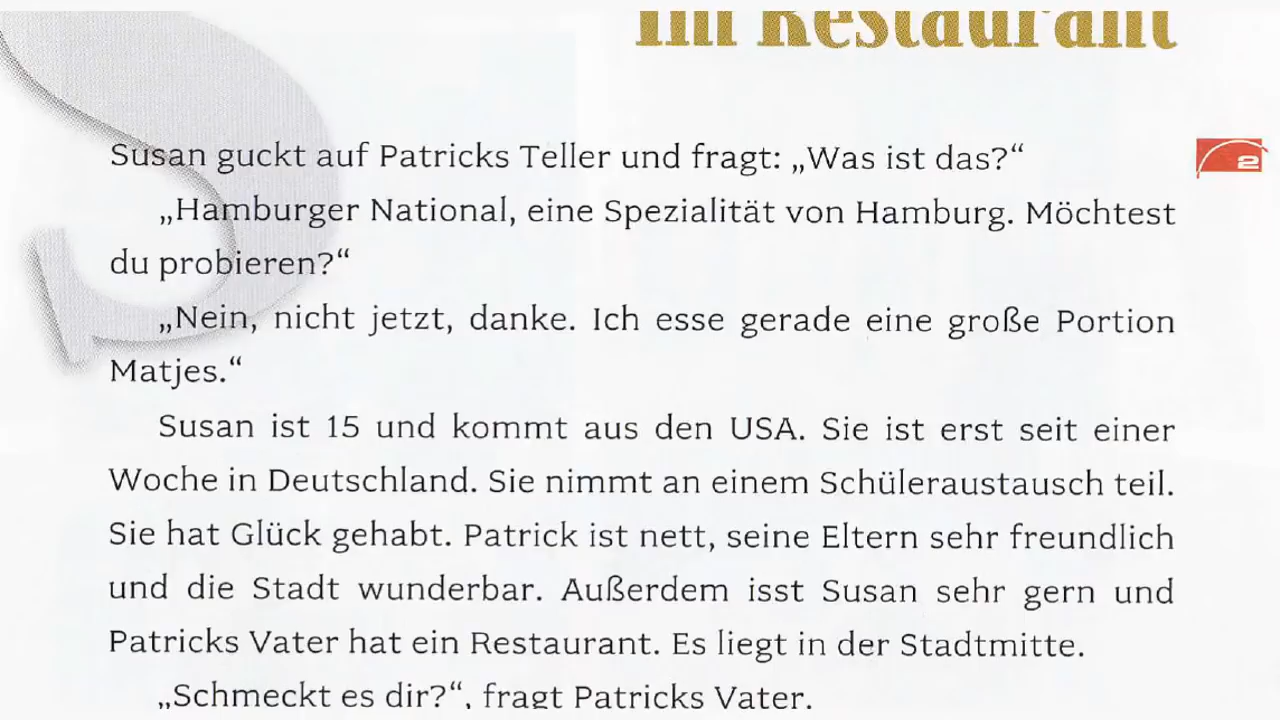 Im Restaurant
Susan guckt auf Patricks Teller und fragt: „Was ist das?“
2
„Hamburger National, eine Spezialität von Hamburg. Möchtest
du probieren?“
„Nein, nicht jetzt, danke. Ich esse gerade eine große Portion
Matjes.“
Susan ist 15 und kommt aus den USA. Sie ist erst seit einer
Woche in Deutschland. Sie nimmt an einem Schüleraustausch teil.
Sie hat Glück gehabt. Patrick ist nett, seine Eltern sehr freundlich
und die Stadt wunderbar. Außerdem isst Susan sehr gern und
Patricks Vater hat ein Restaurant. Es liegt in der Stadtmitte.
„Schmeckt es dir?“, fragt Patricks Vater.